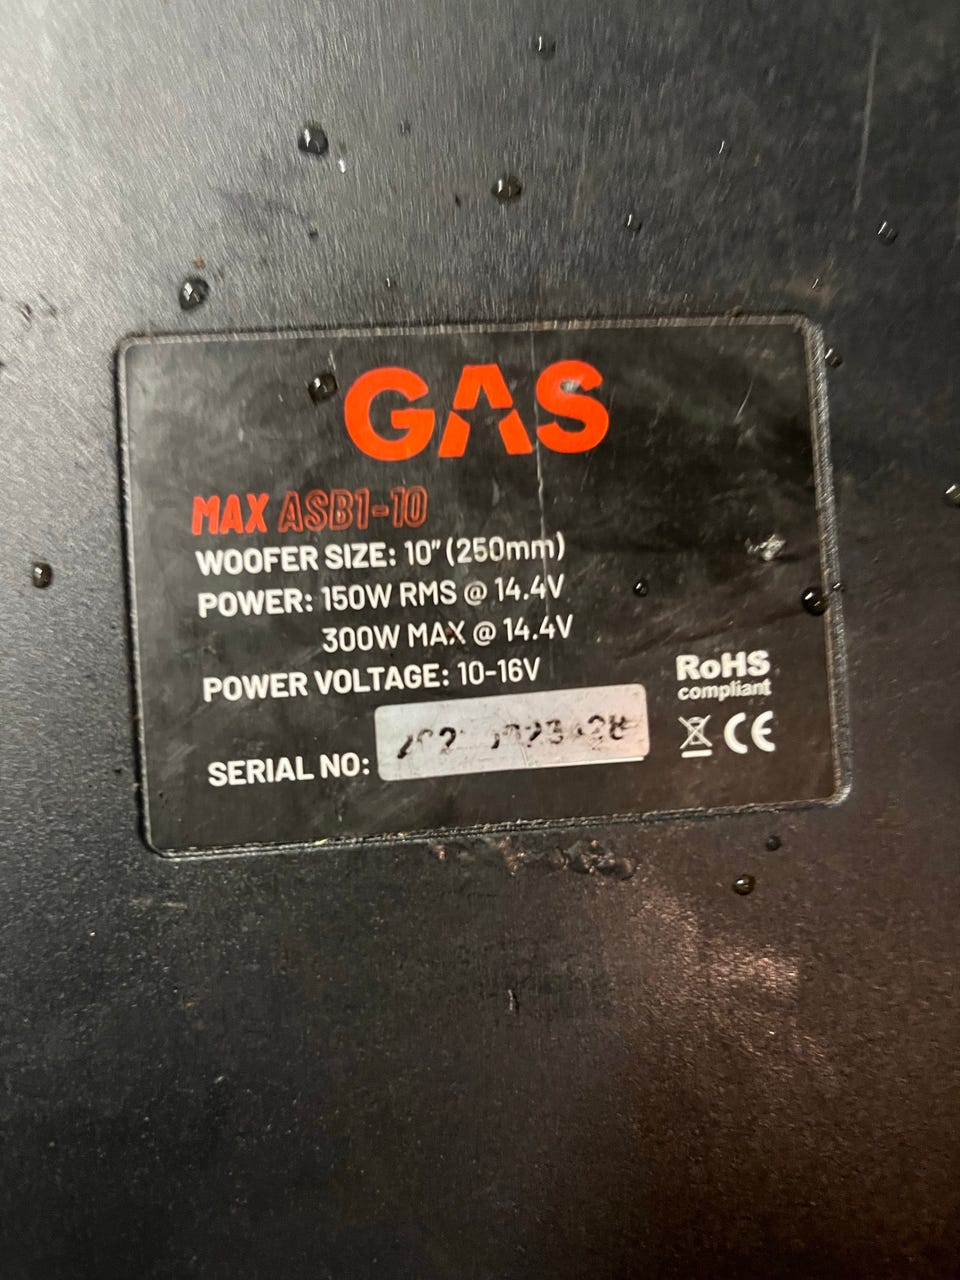 GAS
MAX ASB1-10
WOOFER SIZE: 10" (250mm)
POWER: 150W RMS @ 14.4V
300W MAX @ 14.4V
POWER VOLTAGE: 10-16V
SERIAL NO:
RoHS
compliant
CE